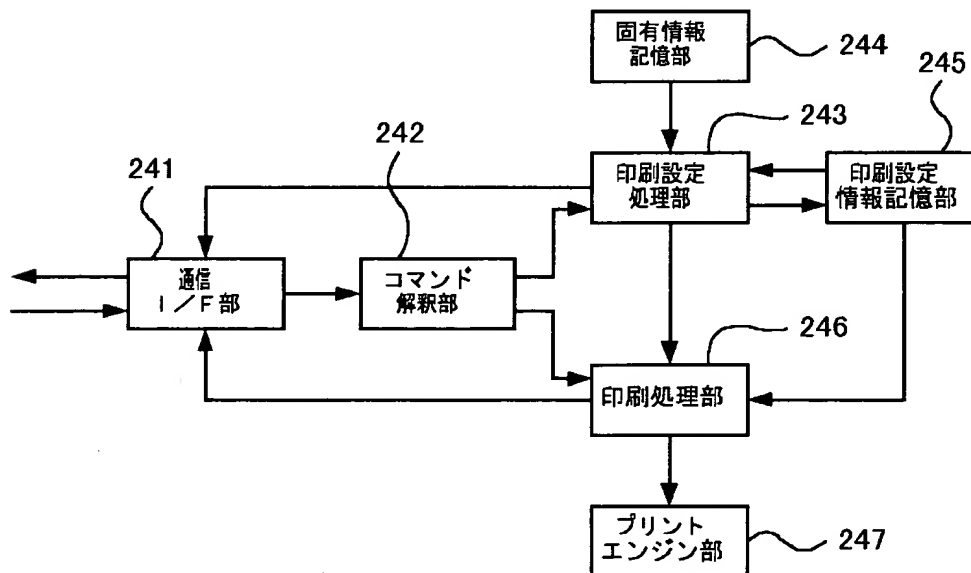 固有情報
記憶部
244
245
243
242
241
印刷設定
処理部
印刷設定
情報記憶部
通信
I/F部
コマンド
解釈部
246
印刷処理部
プリント
エンジン部
247